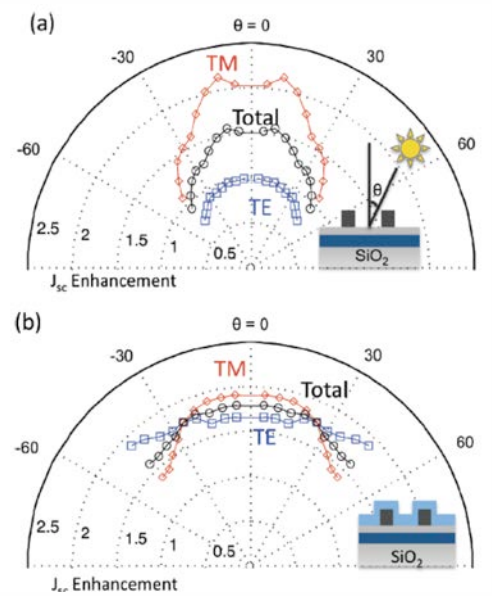 (a)
θ = 0
-30
30
TM
-60
60
Total
θ
TE
2.5
2
1.5
1
0.5
SiO₂
Jsc Enhancement
(b)
θ = 0
-30
30
TM
Total
-60
60
TE
2.5
2
1.5
1
0.5
SiO₂
Jsc Enhancement